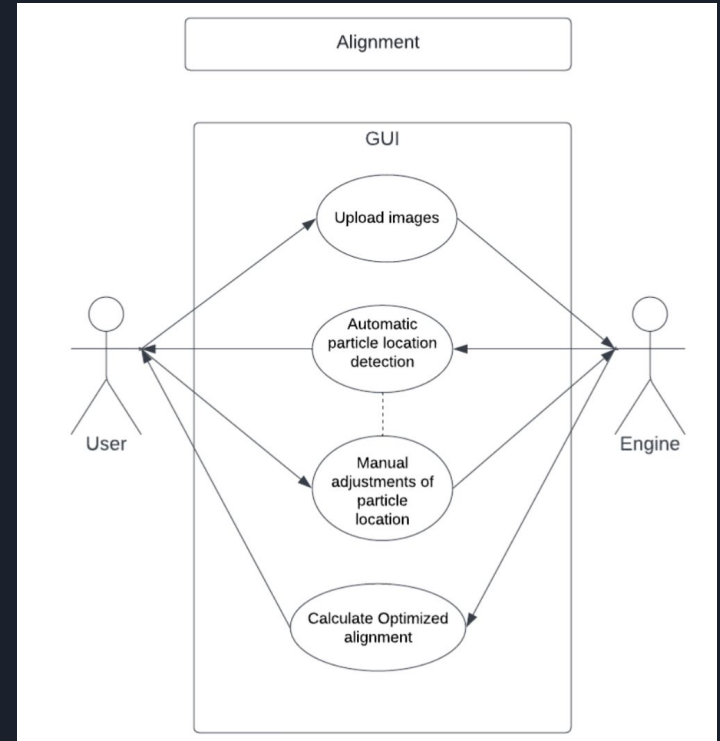 Alignment
GUI
Upload images
Automatic
particle location
detection
Manual
adjustments of
particle
location
User
Engine
Calculate Optimized
alignment